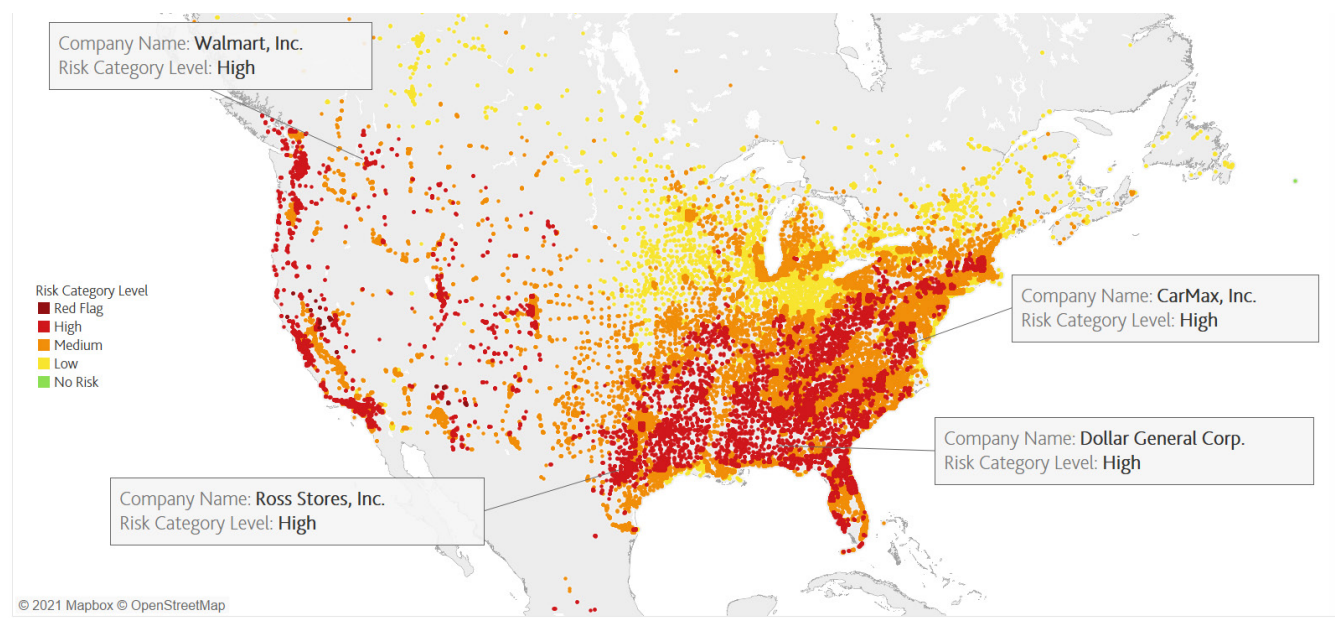 Company Name: Walmart, Inc.
Risk Category Level: High
Risk Category Level
Red Flag
High
Medium
Low
No Risk
Company Name: CarMax, Inc.
Risk Category Level: High
Company Name: Dollar General Corp.
Risk Category Level: High
Company Name: Ross Stores, Inc.
Risk Category Level: High
© 2021 Mapbox © OpenStreetMap